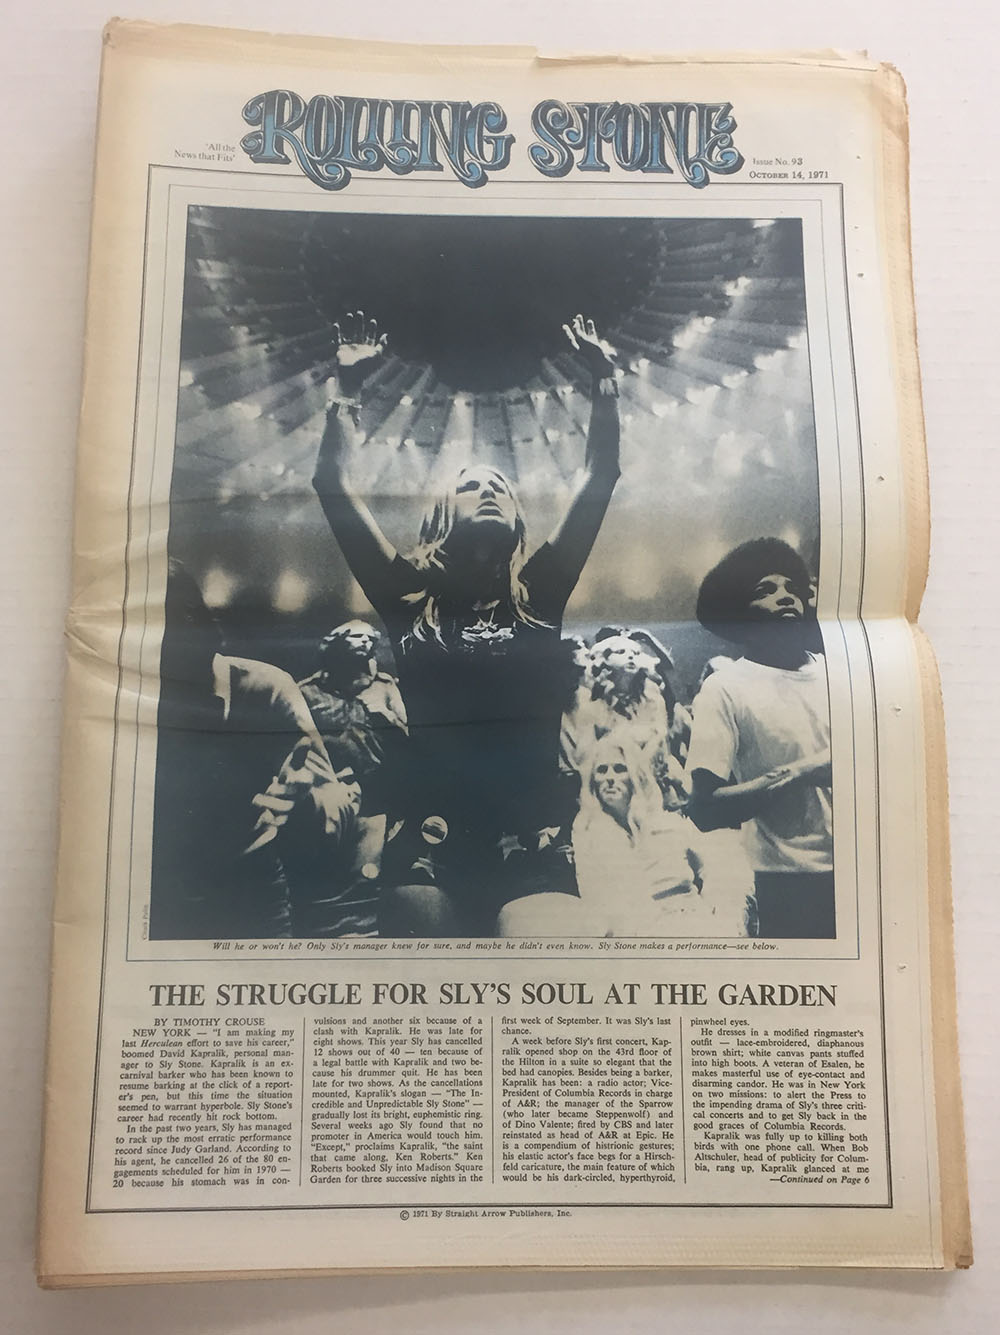 'All the
News that Fits'
ROLLING STONE
Issue No. 93
OCTOBER 14, 1971
Will he or won't he? Only Sly's manager knew for sure, and maybe he didn't even know. Sly Stone makes a performance—see below.
THE STRUGGLE FOR SLY'S SOUL AT THE GARDEN
BY TIMOTHY CROUSE
NEW YORK — "I am making my
last Herculean effort to save his career,"
boomed David Kapralik, personal man-
ager to Sly Stone. Kapralik is an ex-
carnival barker who has been known to
resume barking at the click of a report-
er's pen, but this time the situation
seemed to warrant hyperbole. Sly Stone's
career had recently hit rock bottom.
In the past two years, Sly has managed
to rack up the most erratic performance
record since Judy Garland. According to
his agent, he cancelled 26 of the 80 en-
gagements scheduled for him in 1970 —
20 because his stomach was in con-
vulsions and another six because of a
clash with Kapralik. He was late for
eight shows. This year Sly has cancelled
12 shows out of 40 — ten because of
a legal battle with Kapralik and two be-
cause his drummer quit. He has been
late for two shows. As the cancellations
mounted, Kapralik's slogan — "The In-
credible and Unpredictable Sly Stone" —
gradually lost its bright, euphemistic ring.
Several weeks ago Sly found that no
promoter in America would touch him.
"Except," proclaims Kapralik, "the saint
that came along, Ken Roberts." Ken
Roberts booked Sly into Madison Square
Garden for three successive nights in the
first week of September. It was Sly's last
chance.
A week before Sly's first concert, Kap-
ralik opened shop on the 43rd floor of
the Hilton in a suite so elegant that the
bed had canopies. Besides being a barker,
Kapralik has been: a radio actor; Vice-
President of Columbia Records in charge
of A&R; the manager of the Sparrow
(who later became Steppenwolf) and
of Dino Valente; fired by CBS and later
reinstated as head of A&R at Epic. He
is a compendium of histrionic gestures;
his elastic actor's face begs for a Hirsch-
feld caricature, the main feature of which
would be his dark-circled, hyperthyroid,
pinwheel eyes.
He dresses in a modified ringmaster's
outfit — lace-embroidered, diaphanous
brown shirt; white canvas pants stuffed
into high boots. A veteran of Esalen, he
makes masterful use of eye-contact and
disarming candor. He was in New York
on two missions: to alert the Press to
the impending drama of Sly's three criti-
cal concerts and to get Sly back in the
good graces of Columbia Records.
Kapralik was fully up to killing both
birds with one phone call. When Bob
Altschuler, head of publicity for Colum-
bia, rang up, Kapralik glanced at me
—Continued on Page 6
© 1971 By Straight Arrow Publishers, Inc.